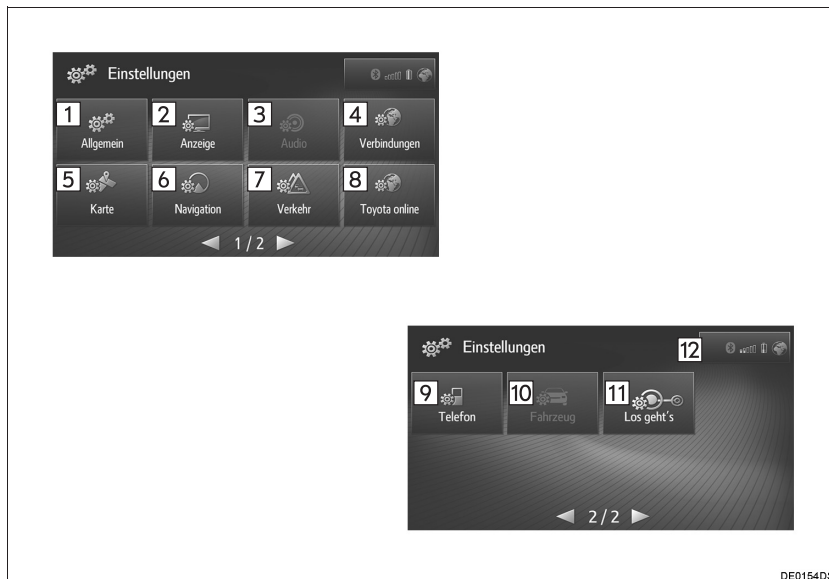 Einstellungen
1 2 3 4
Allgemein Anzeige Audio Verbindungen
5 6 7 8
Karte Navigation Verkehr Toyota online
1 / 2
Einstellungen 12
9 10 11
Telefon Fahrzeug Los geht's
2 / 2